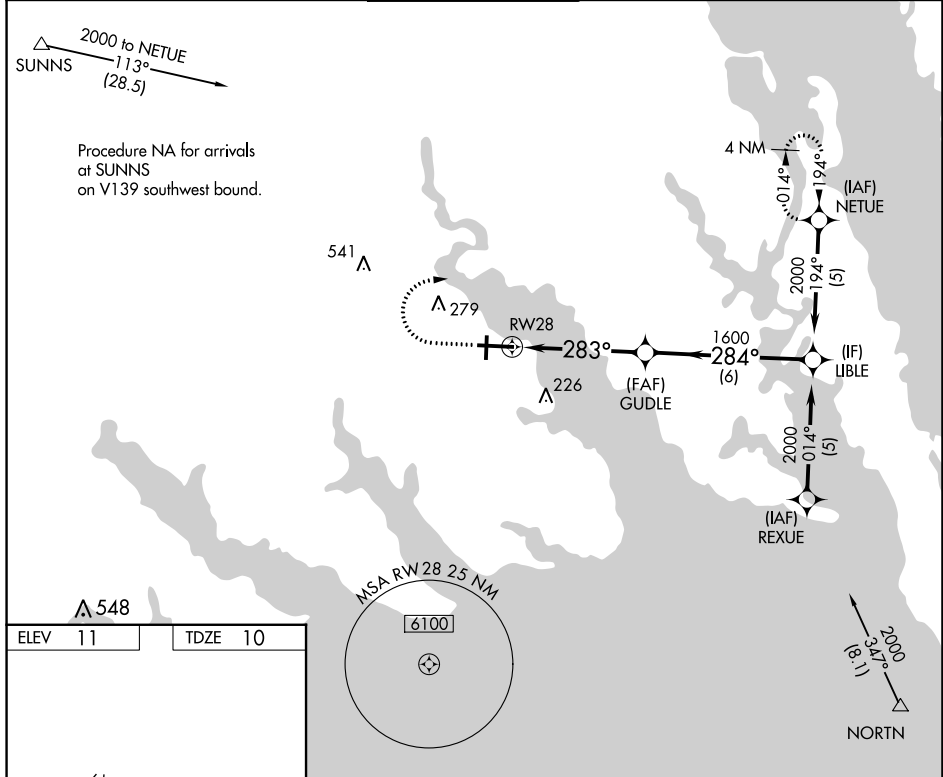 2000 to NETUE
SUNNS
113°
(28.5)
Procedure NA for arrivals
at SUNNS
on V139 southwest bound.
4 NM
014°
194°
(IAF)
NETUE
2000
194°
(5)
541
279
RW28
283°
1600
284°
(6)
(IF)
LIBLE
(FAF)
GUDLE
226
2000
014°
(5)
(IAF)
REXUE
MSA RW 28 25 NM
6100
548
ELEV 11
TDZE 10
2000
347°
(8.1)
NORTN